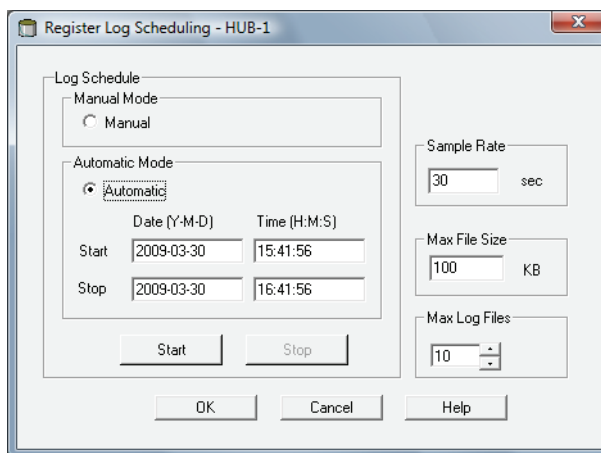 Register Log Scheduling - HUB-1
Log Schedule
Manual Mode
Manual
Automatic Mode
Automatic
Date (Y-M-D) Time (H:M:S)
Start 2009-03-30 15:41:56
Stop 2009-03-30 16:41:56
Start Stop
Sample Rate
30 sec
Max File Size
100 KB
Max Log Files
10
OK Cancel Help